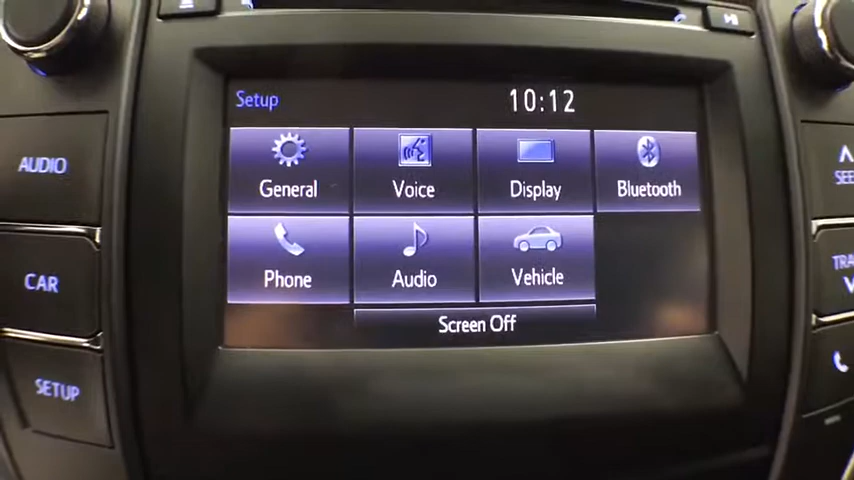 Setup
10:12
AUDIO
General
Voice
Display
Bluetooth
CAR
Phone
Audio
Vehicle
SETUP
Screen Off